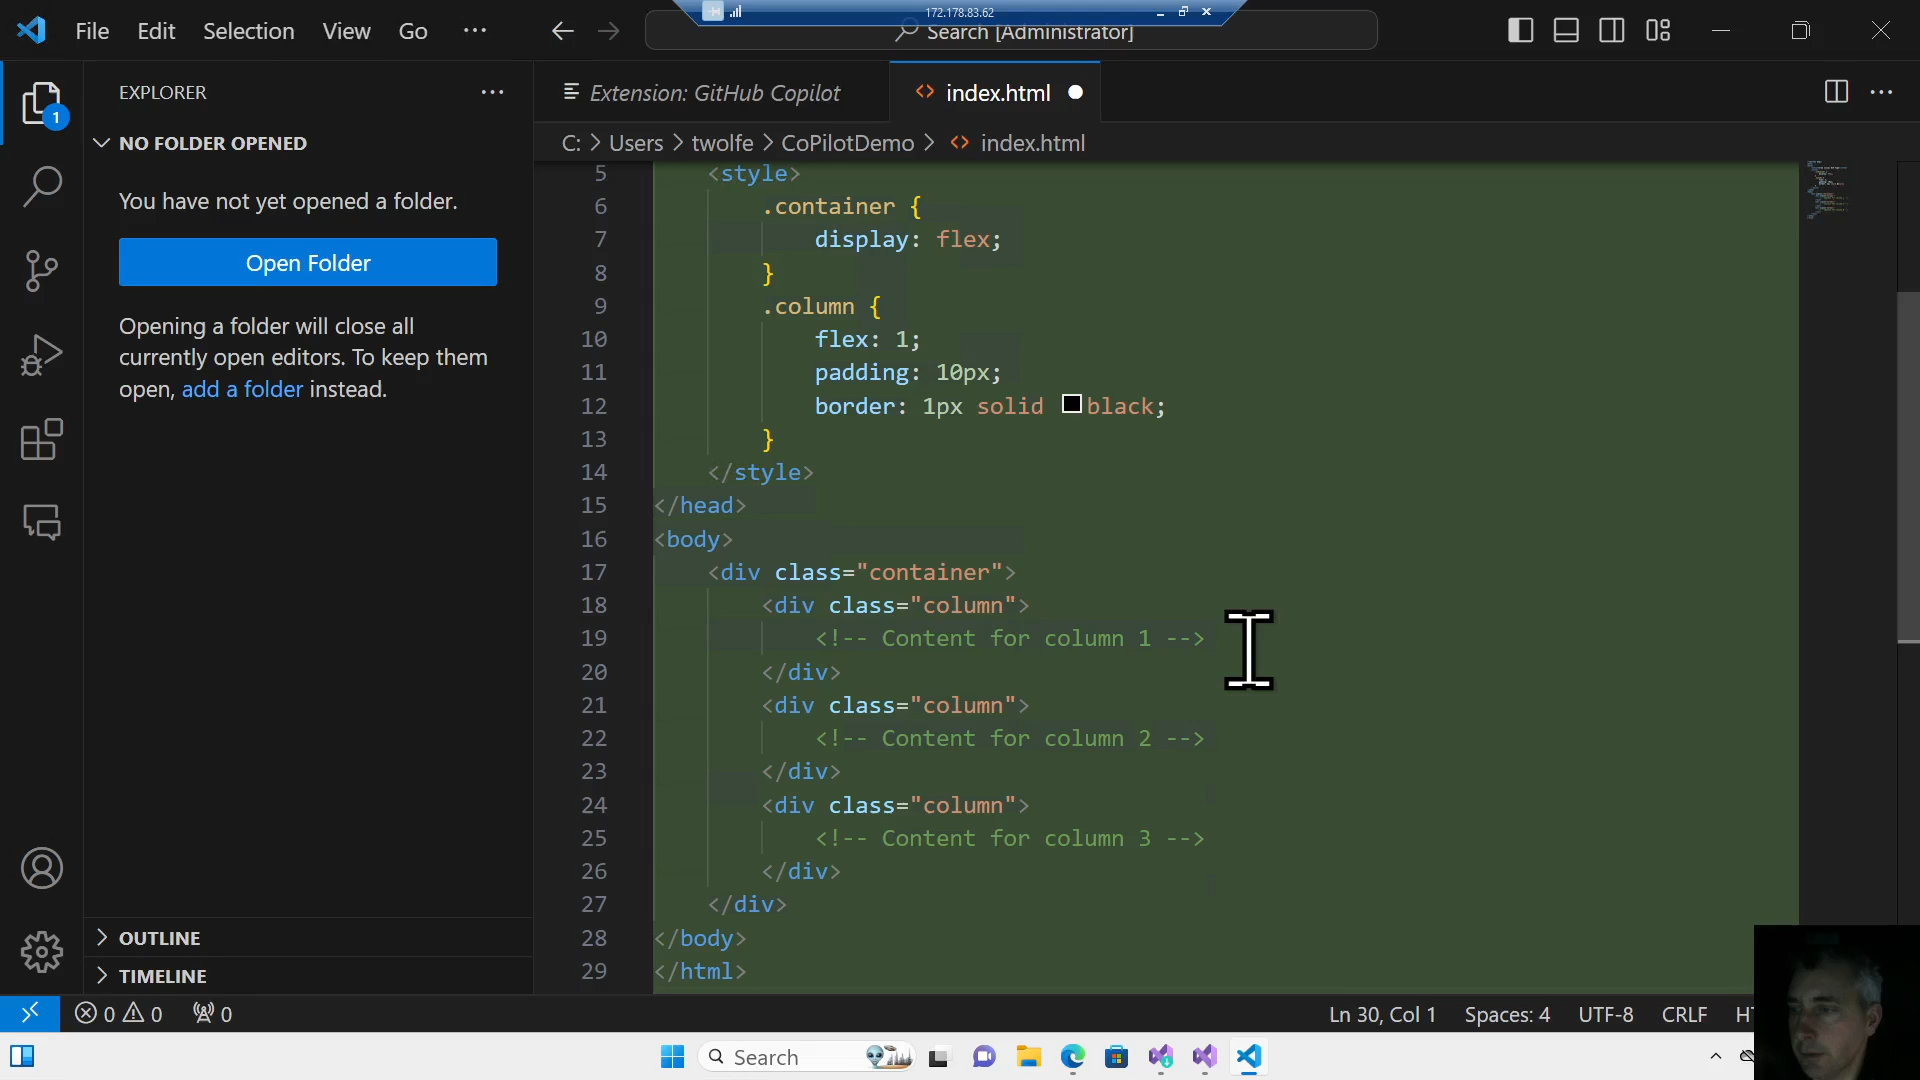 172.178.83.62
File Edit Selection View Go ···
Search [Administrator]
EXPLORER
Extension: GitHub Copilot
index.html
1
NO FOLDER OPENED
C: > Users > twolfe > CoPilotDemo > index.html
You have not yet opened a folder.
Open Folder
Opening a folder will close all
currently open editors. To keep them
open, add a folder instead.
5 <style>
6 .container {
7 display: flex;
8 }
9 .column {
10 flex: 1;
11 padding: 10px;
12 border: 1px solid black;
13 }
14 </style>
15 </head>
16 <body>
17 <div class="container">
18 <div class="column">
19 <!-- Content for column 1 -->
20 </div>
21 <div class="column">
22 <!-- Content for column 2 -->
23 </div>
24 <div class="column">
25 <!-- Content for column 3 -->
26 </div>
27 </div>
28 </body>
29 </html>
OUTLINE
TIMELINE
0 0 0
Ln 30, Col 1 Spaces: 4 UTF-8 CRLF
Search